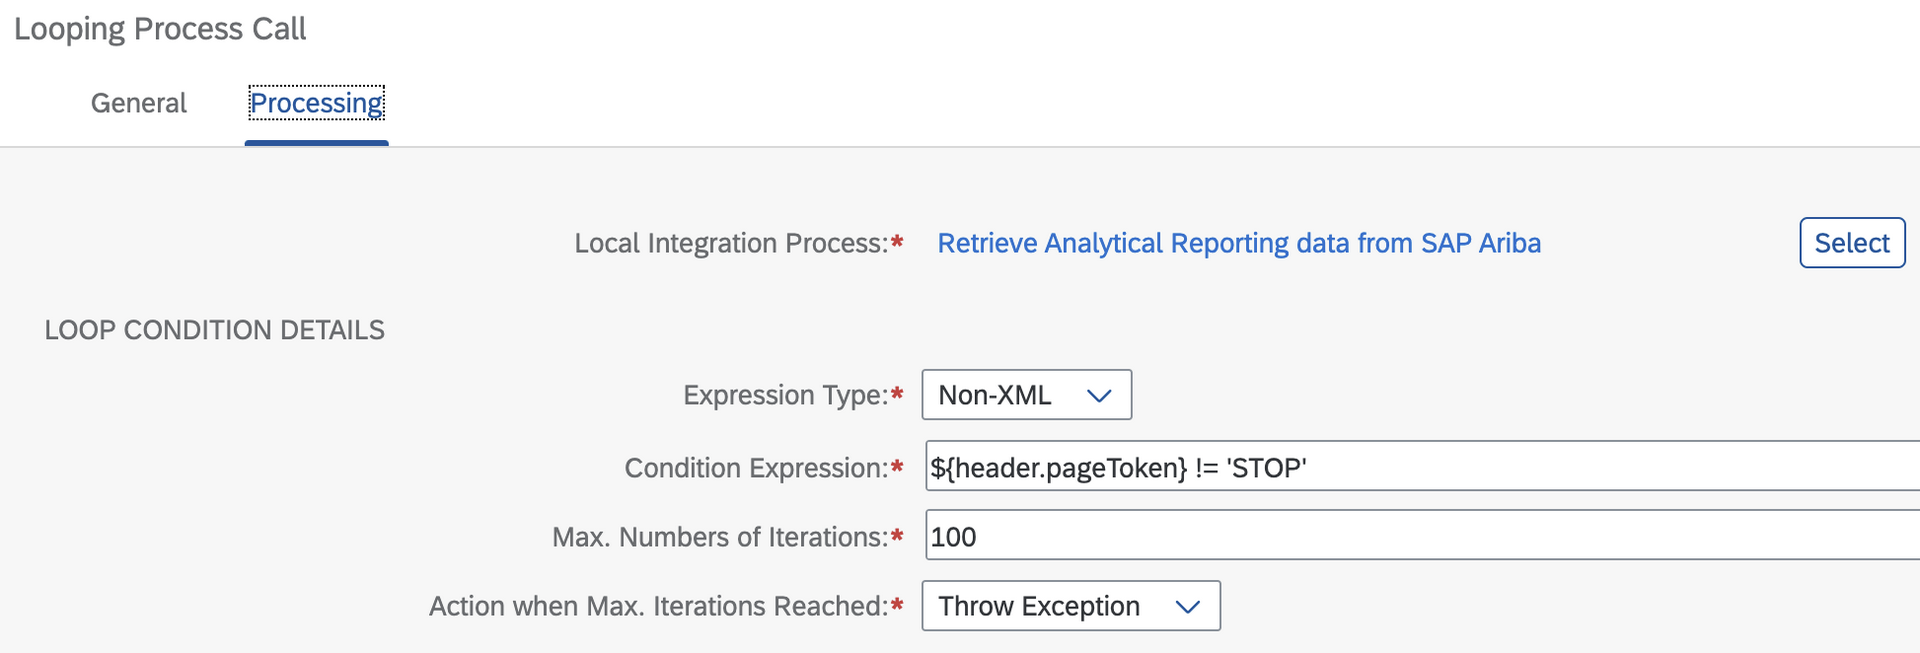 Looping Process Call
General Processing
Local Integration Process:* Retrieve Analytical Reporting data from SAP Ariba Select
LOOP CONDITION DETAILS
Expression Type:* Non-XML
Condition Expression:* ${header.pageToken} != 'STOP'
Max. Numbers of Iterations:* 100
Action when Max. Iterations Reached:* Throw Exception